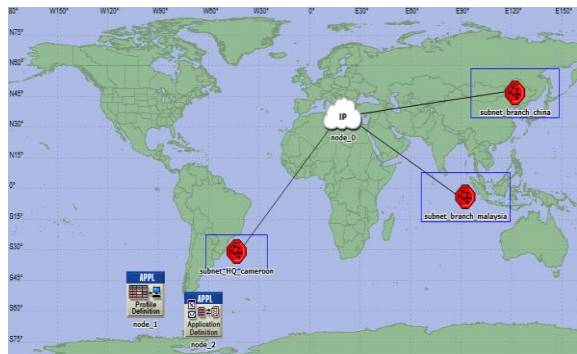 W150° W120° W90° W60° W30° 0° E30° E60° E90° E120° E150°
N75°
N60°
N45°
N30°
N15°
0°
S15°
S30°
S45°
S60°
S75°
IP
node_0
subnet_branch_china
subnet_branch_malaysia
subnet_HQ_cameroon
APPL
Profile
Definition
node_1
APPL
Application
Definition
node_2